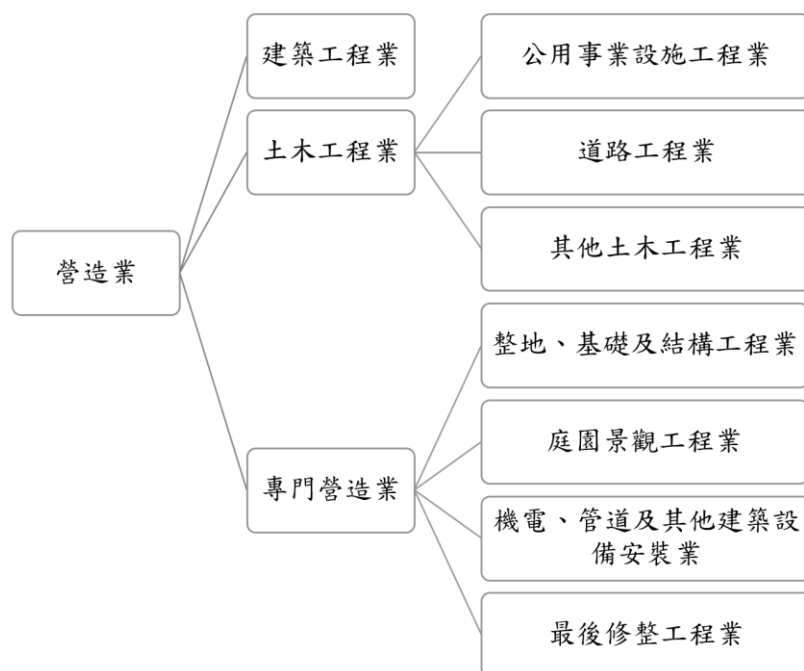 營造業
建築工程業
土木工程業
公用事業設施工程業
道路工程業
其他土木工程業
專門營造業
整地、基礎及結構工程業
庭園景觀工程業
機電、管道及其他建築設
備安裝業
最後修整工程業